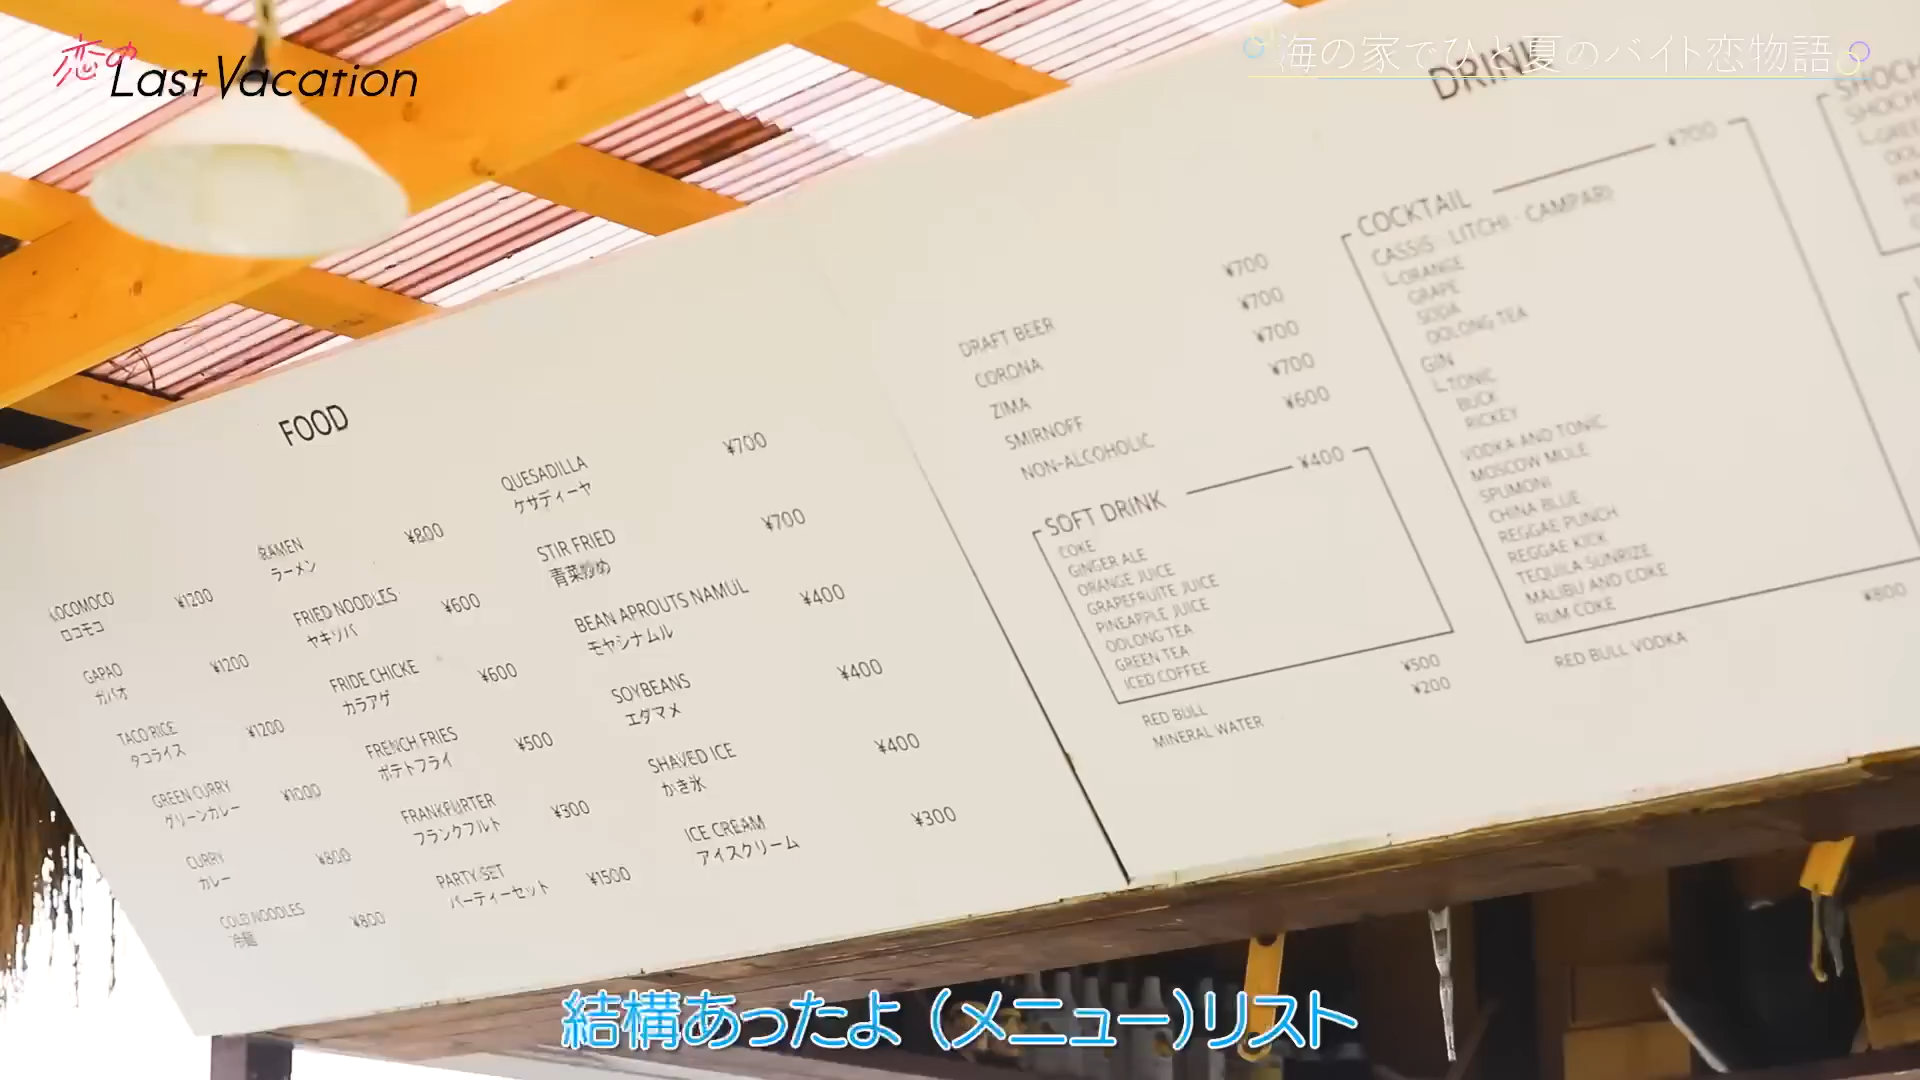 恋の Last Vacation
海の家でひと夏のバイト恋物語
FOOD
LOCOMOCO ¥1200
ロコモコ
GAPAO ¥1200
ガパオ
TACO RICE ¥1200
タコライス
GREEN CURRY ¥1000
グリーンカレー
CURRY ¥800
カレー
COLD NOODLES ¥800
冷麺
RAMEN ¥800
ラーメン
FRIED NOODLES ¥600
ヤキソバ
FRIDE CHICKE ¥600
カラアゲ
FRENCH FRIES ¥500
ポテトフライ
FRANKFURTER ¥300
フランクフルト
PARTY SET ¥1500
パーティーセット
QUESADILLA ¥700
ケサディーヤ
STIR FRIED ¥700
青菜炒め
BEAN APROUTS NAMUL ¥400
モヤシナムル
SOYBEANS ¥400
エダマメ
SHAVED ICE ¥400
かき氷
ICE CREAM ¥300
アイスクリーム
DRINK
DRAFT BEER ¥700
CORONA ¥700
ZIMA ¥700
SMIRNOFF ¥700
NON-ALCOHOLIC ¥600
SOFT DRINK ¥400
COKE
GINGER ALE
ORANGE JUICE
GRAPEFRUITE JUICE
PINEAPPLE JUICE
OOLONG TEA
GREEN TEA
ICED COFFEE
RED BULL ¥500
MINERAL WATER ¥200
COCKTAIL ¥700
CASSIS · LITCHI · CAMPARI
ORANGE
GRAPE
SODA
OOLONG TEA
GIN
TONIC
BUCK
RICKEY
VODKA AND TONIC
MOSCOW MULE
SPUMONI
CHINA BLUE
REGGAE PUNCH
REGGAE KICK
TEQUILA SUNRIZE
MALIBU AND COKE
RUM COKE
RED BULL VODKA ¥800
結構あったよ（メニュー）リスト